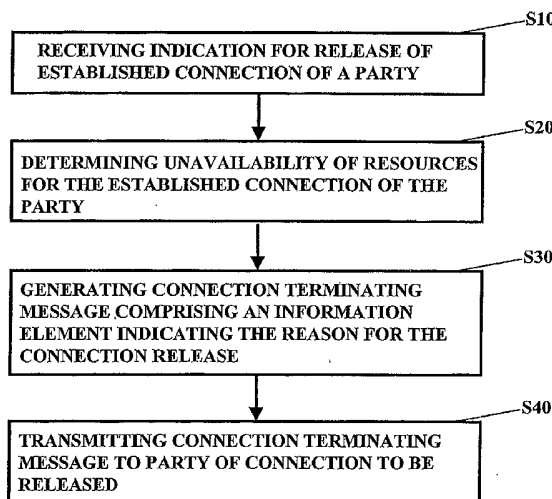 S10
RECEIVING INDICATION FOR RELEASE OF
ESTABLISHED CONNECTION OF A PARTY
S20
DETERMINING UNAVAILABILITY OF RESOURCES
FOR THE ESTABLISHED CONNECTION OF THE
PARTY
S30
GENERATING CONNECTION TERMINATING
MESSAGE COMPRISING AN INFORMATION
ELEMENT INDICATING THE REASON FOR THE
CONNECTION RELEASE
S40
TRANSMITTING CONNECTION TERMINATING
MESSAGE TO PARTY OF CONNECTION TO BE
RELEASED